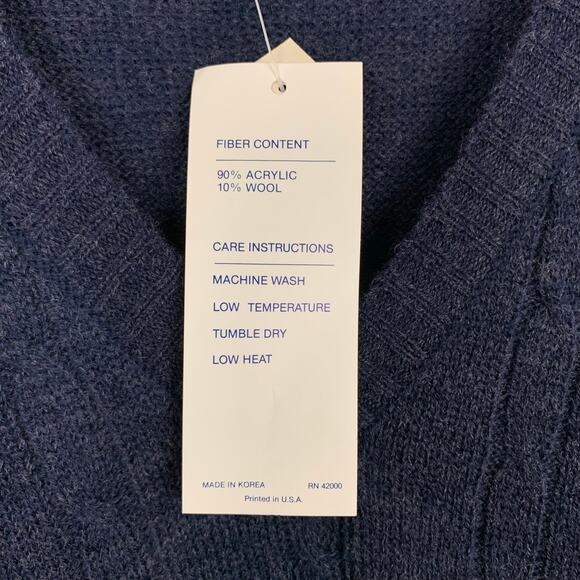 FIBER CONTENT
90% ACRYLIC
10% WOOL
CARE INSTRUCTIONS
MACHINE WASH
LOW TEMPERATURE
TUMBLE DRY
LOW HEAT
MADE IN KOREA RN 42000
Printed in U.S.A.